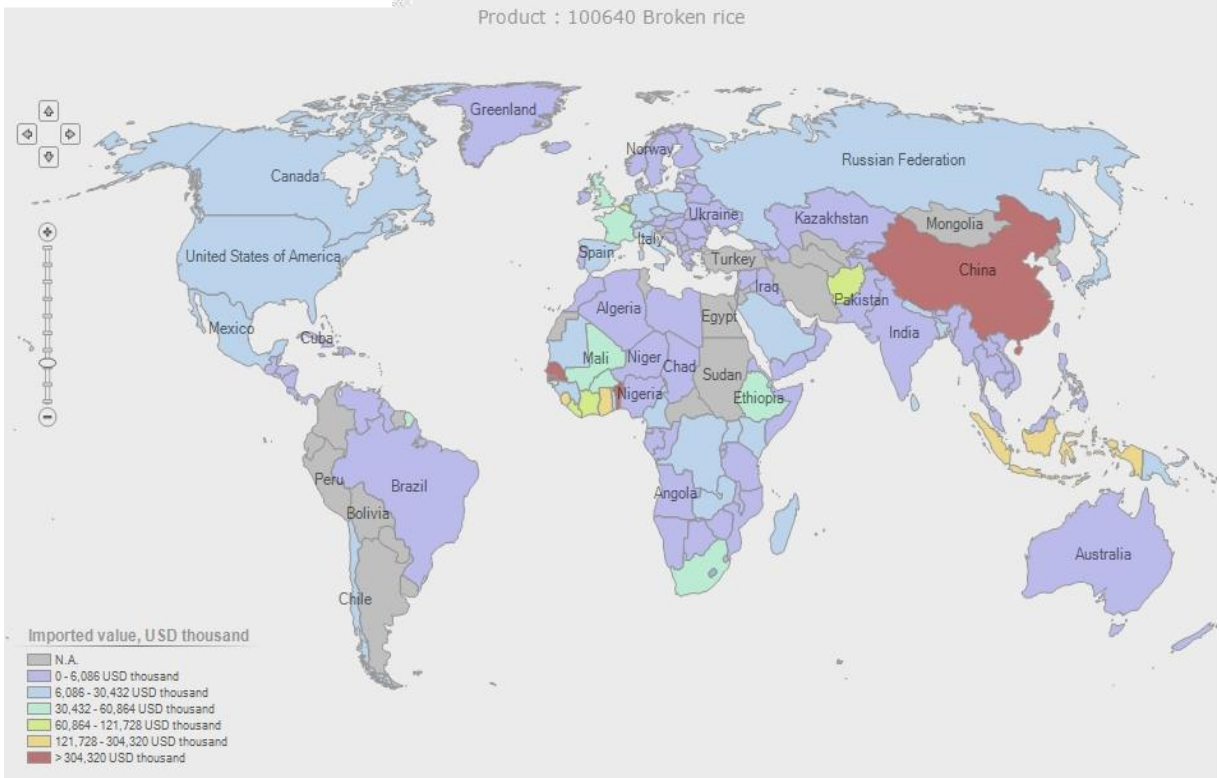 Product : 100640 Broken rice
Greenland
Norway
Russian Federation
Canada
Ukraine
Kazakhstan
Mongolia
Italy
Spain
Turkey
United States of America
China
Iraq
Pakistan
Algeria
Egypt
India
Mexico
Cuba
Mali
Niger
Chad
Sudan
Nigeria
Ethiopia
Peru
Brazil
Angola
Bolivia
Australia
Chile
Imported value, USD thousand
N.A.
0 - 6,086 USD thousand
6,086 - 30,432 USD thousand
30,432 - 60,864 USD thousand
60,864 - 121,728 USD thousand
121,728 - 304,320 USD thousand
> 304,320 USD thousand